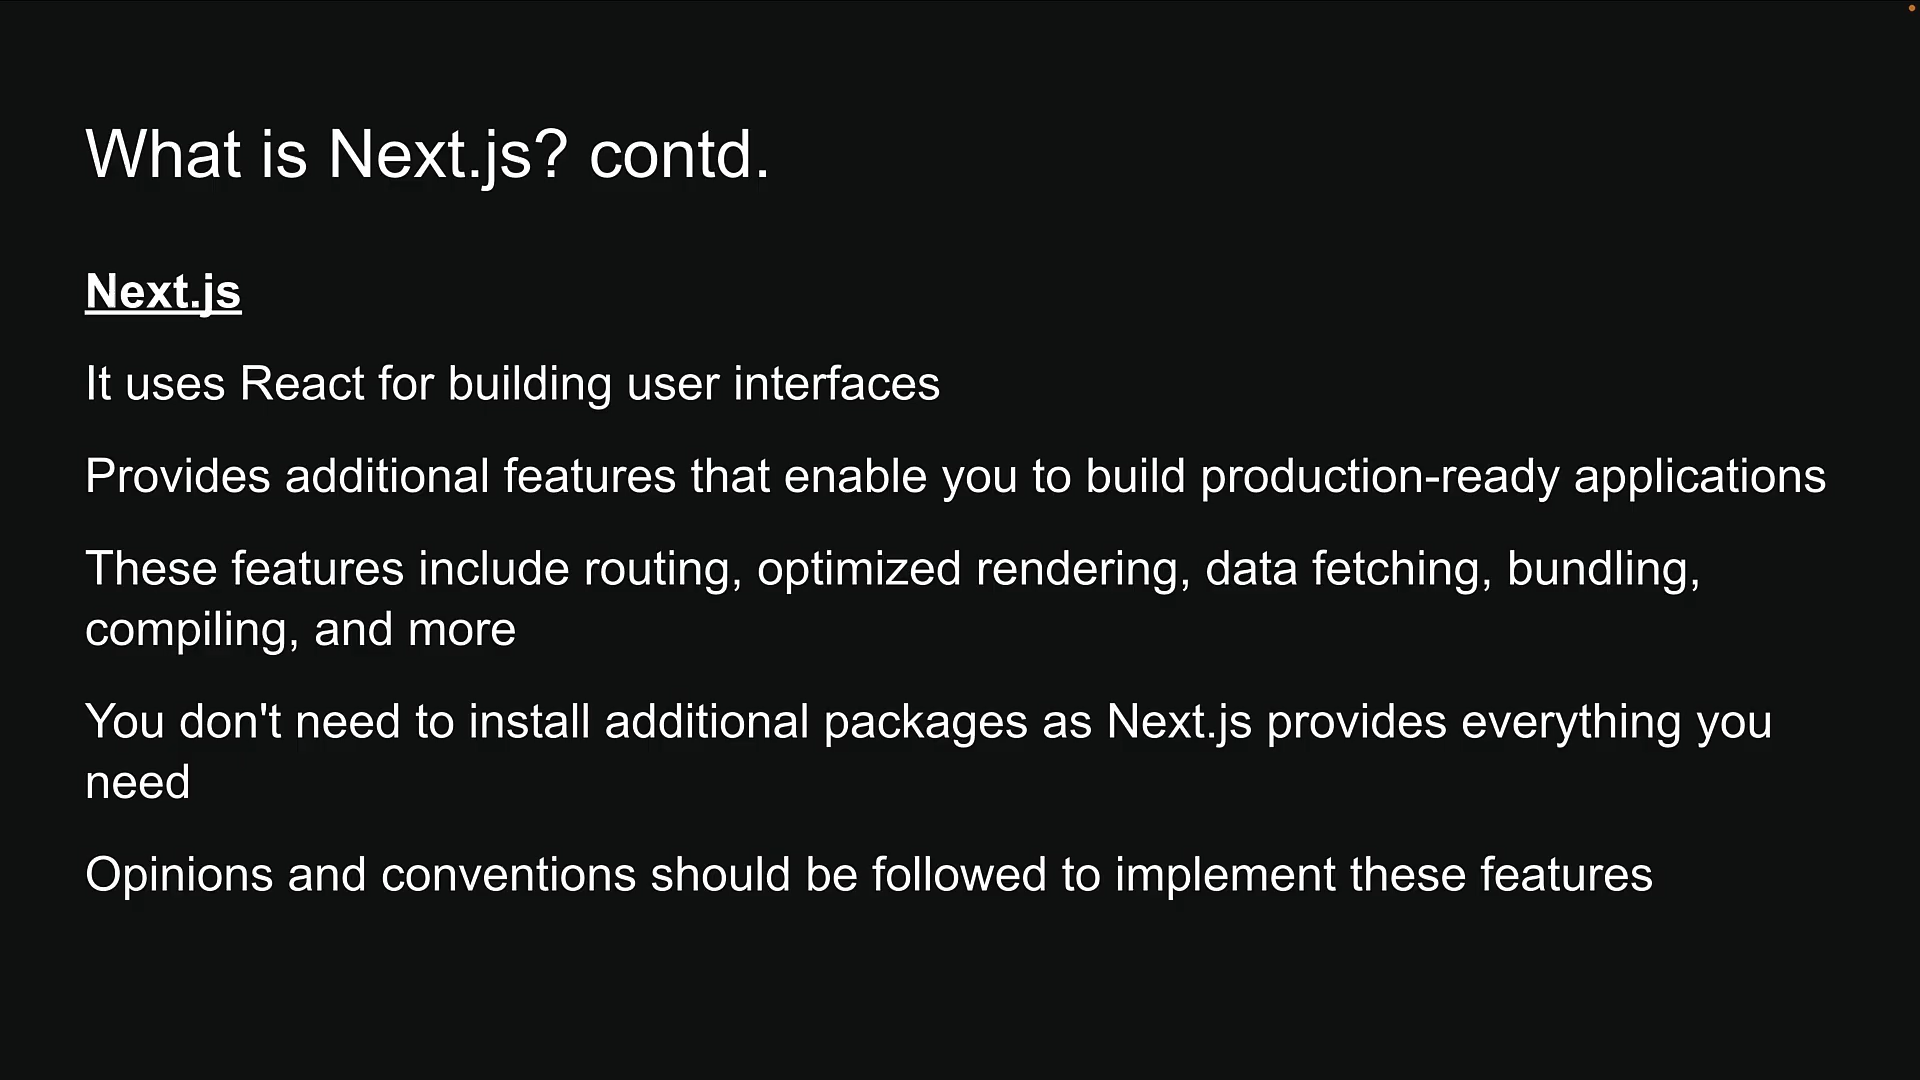 What is Next.js? contd.
Next.js
It uses React for building user interfaces
Provides additional features that enable you to build production-ready applications
These features include routing, optimized rendering, data fetching, bundling,
compiling, and more
You don't need to install additional packages as Next.js provides everything you
need
Opinions and conventions should be followed to implement these features